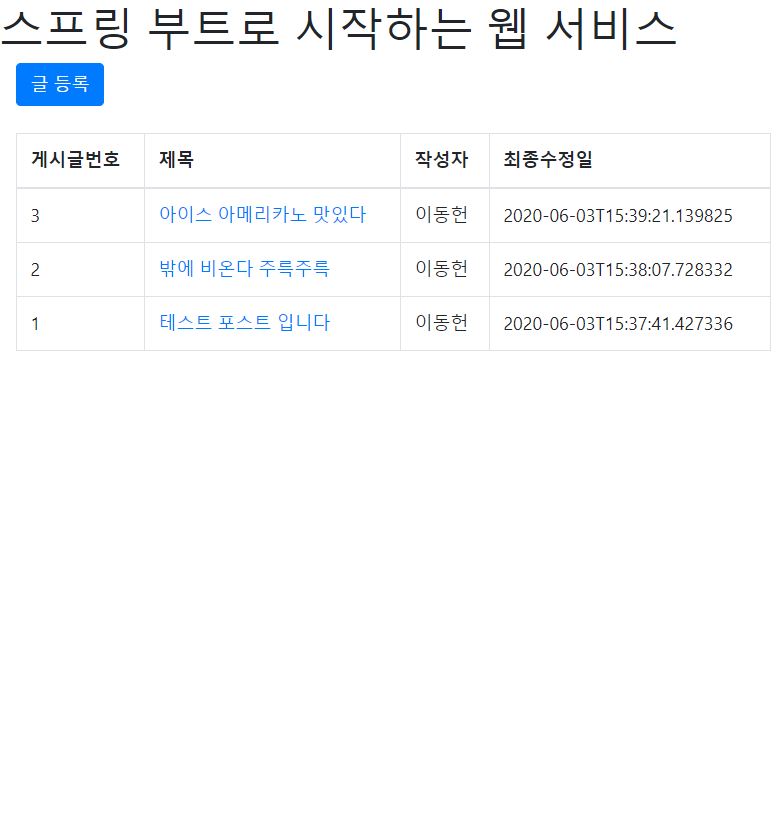 스프링 부트로 시작하는 웹 서비스
글 등록
게시글번호 제목 작성자 최종수정일
3 아이스 아메리카노 맛있다 이동헌 2020-06-03T15:39:21.139825
2 밖에 비온다 주륵주륵 이동헌 2020-06-03T15:38:07.728332
1 테스트 포스트 입니다 이동헌 2020-06-03T15:37:41.427336